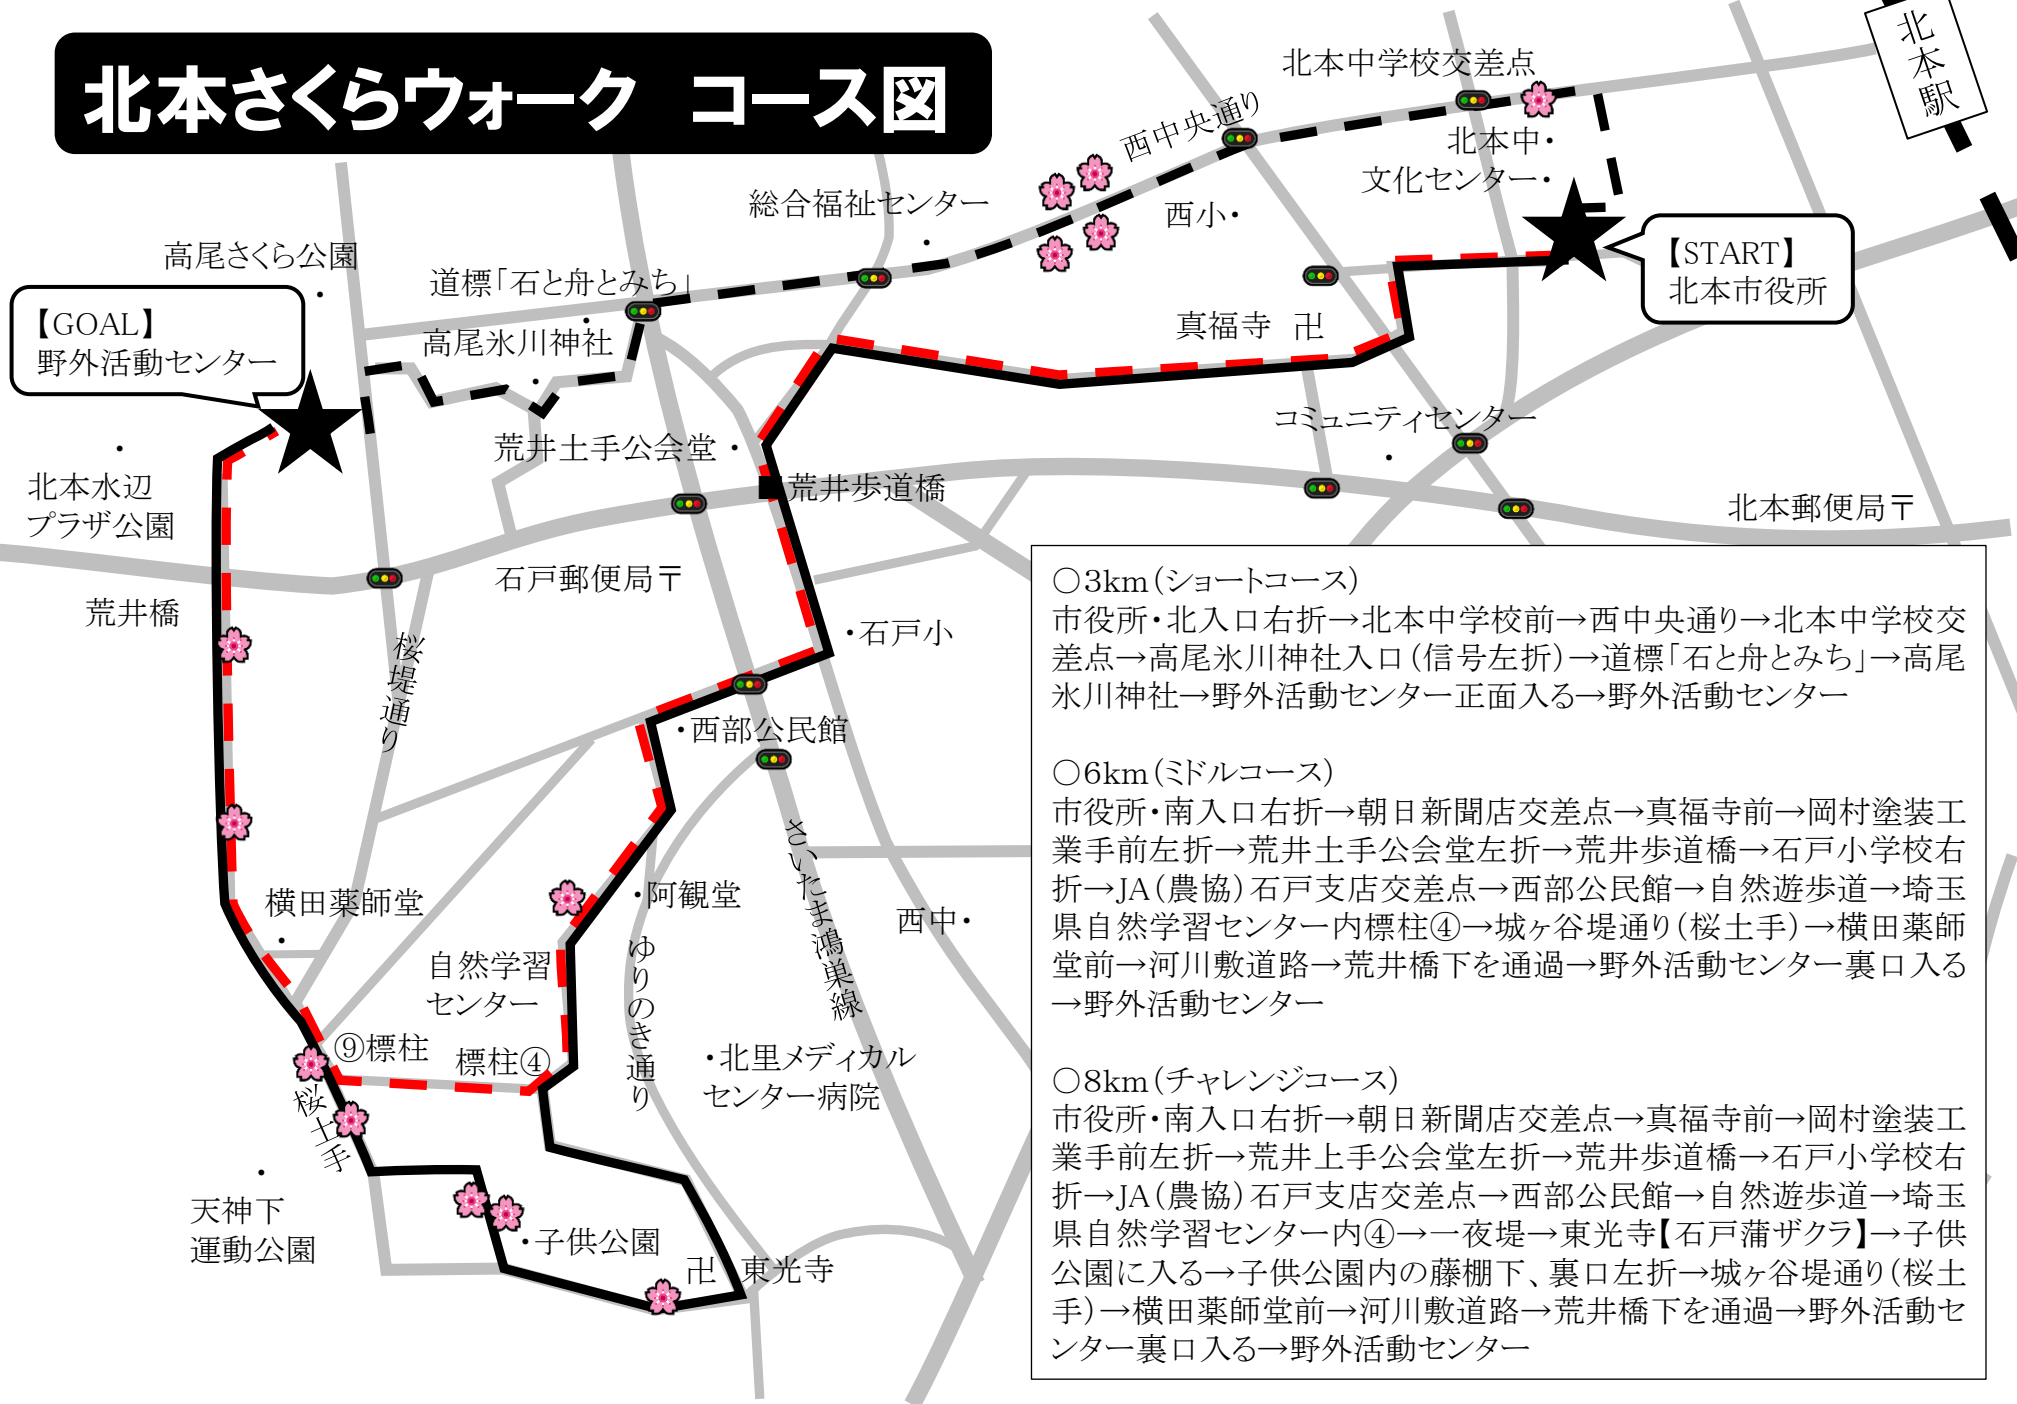 北本さくらウォーク　コース図
北本駅
北本中学校交差点
西中央通り
北本中・
文化センター・
総合福祉センター
西小・
【START】
北本市役所
高尾さくら公園
道標「石と舟とみち」
【GOAL】
野外活動センター
高尾氷川神社
真福寺　卍
コミュニティセンター
荒井土手公会堂・
北本水辺
プラザ公園
荒井歩道橋
北本郵便局〒
石戸郵便局〒
荒井橋
・石戸小
桜堤通り
・西部公民館
さいたま鴻巣線
横田薬師堂
・阿観堂
西中・
自然学習
センター
ゆりのき通り
⑨標柱
標柱④
・北里メディカル
センター病院
桜土手
天神下
運動公園
・子供公園
卍　東光寺
○3km（ショートコース）
市役所・北入口右折→北本中学校前→西中央通り→北本中学校交
差点→高尾氷川神社入口（信号左折）→道標「石と舟とみち」→高尾
氷川神社→野外活動センター正面入る→野外活動センター
○6km（ミドルコース）
市役所・南入口右折→朝日新聞店交差点→真福寺前→岡村塗装工
業手前左折→荒井土手公会堂左折→荒井歩道橋→石戸小学校右
折→JA（農協）石戸支店交差点→西部公民館→自然遊歩道→埼玉
県自然学習センター内標柱④→城ヶ谷堤通り（桜土手）→横田薬師
堂前→河川敷道路→荒井橋下を通過→野外活動センター裏口入る
→野外活動センター
○8km（チャレンジコース）
市役所・南入口右折→朝日新聞店交差点→真福寺前→岡村塗装工
業手前左折→荒井上手公会堂左折→荒井歩道橋→石戸小学校右
折→JA（農協）石戸支店交差点→西部公民館→自然遊歩道→埼玉
県自然学習センター内④→一夜堤→東光寺【石戸蒲ザクラ】→子供
公園に入る→子供公園内の藤棚下、裏口左折→城ヶ谷堤通り（桜土
手）→横田薬師堂前→河川敷道路→荒井橋下を通過→野外活動セ
ンター裏口入る→野外活動センター